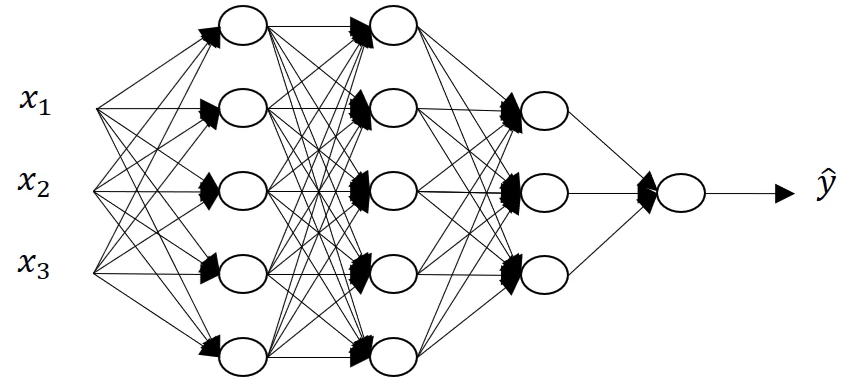 x₁
x₂
ŷ
x₃